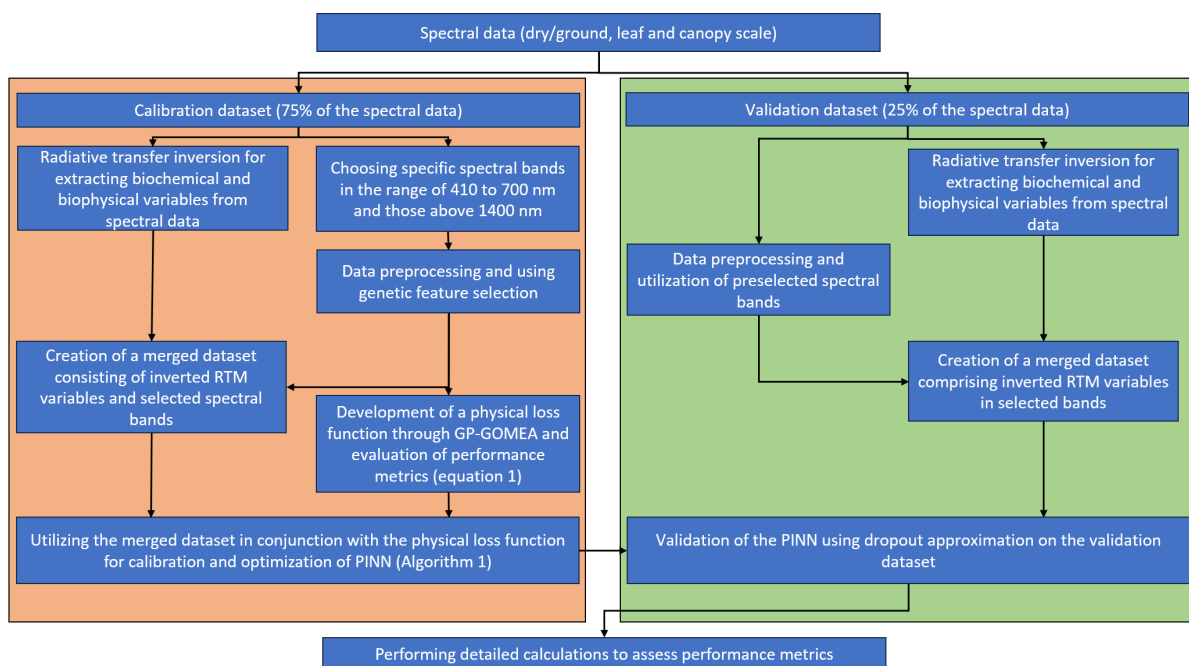 Spectral data (dry/ground, leaf and canopy scale)
Calibration dataset (75% of the spectral data)
Radiative transfer inversion for
extracting biochemical and
biophysical variables from
spectral data
Choosing specific spectral bands
in the range of 410 to 700 nm
and those above 1400 nm
Data preprocessing and using
genetic feature selection
Creation of a merged dataset
consisting of inverted RTM
variables and selected spectral
bands
Development of a physical loss
function through GP-GOMEA and
evaluation of performance
metrics (equation 1)
Utilizing the merged dataset in conjunction with the physical loss function
for calibration and optimization of PINN (Algorithm 1)
Validation dataset (25% of the spectral data)
Radiative transfer inversion for
extracting biochemical and
biophysical variables from spectral
data
Data preprocessing and
utilization of preselected spectral
bands
Creation of a merged dataset
comprising inverted RTM variables
in selected bands
Validation of the PINN using dropout approximation on the validation
dataset
Performing detailed calculations to assess performance metrics